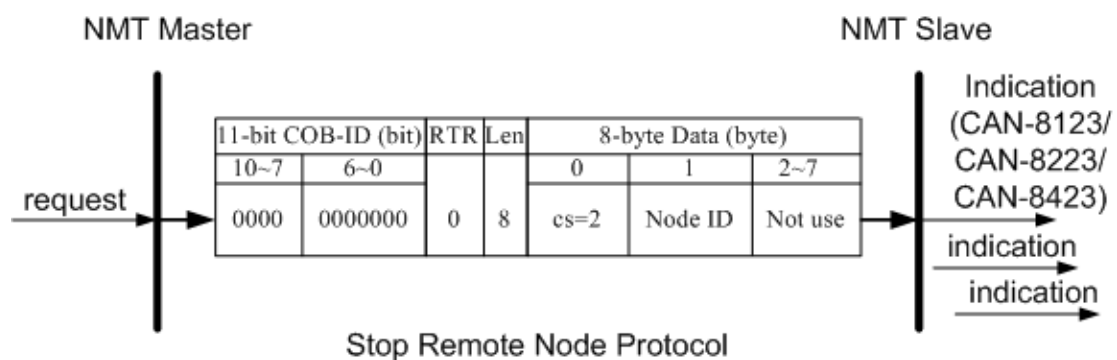 NMT Master
NMT Slave
Indication
(CAN-8123/
CAN-8223/
CAN-8423)
request
11-bit COB-ID (bit) RTR Len 8-byte Data (byte)
10~7 6~0 0 1 2~7
0000 0000000 0 8 cs=2 Node ID Not use
indication
indication
Stop Remote Node Protocol